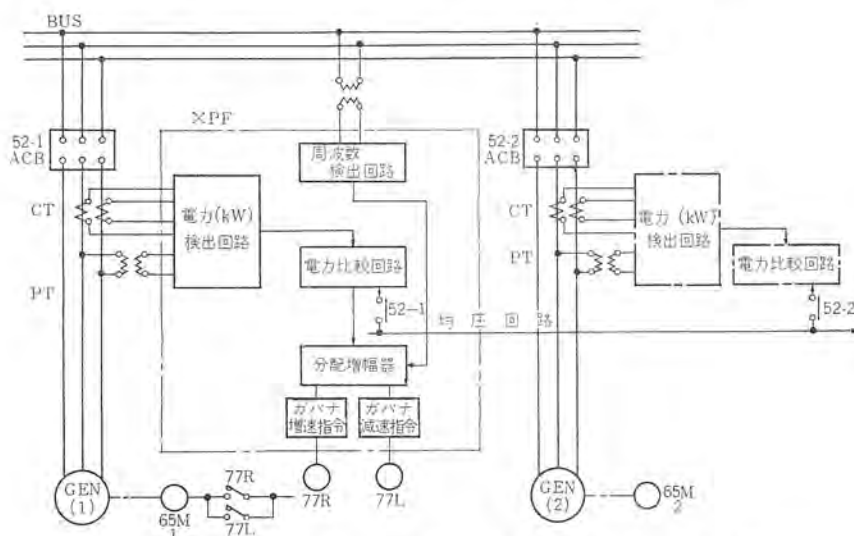 BUS
XPF
52-1
ACB
周波数
検出回路
52-2
ACB
CT
電力(kW)
検出回路
CT
電力(kW)
検出回路
PT
電力比較回路
PT
電力比較回路
52-1
52-2
均圧回路
分配増幅器
ガバナ
増速指令
ガバナ
減速指令
77R
77R
77L
77L
GEN
(1)
65M
1
GEN
(2)
65M
2